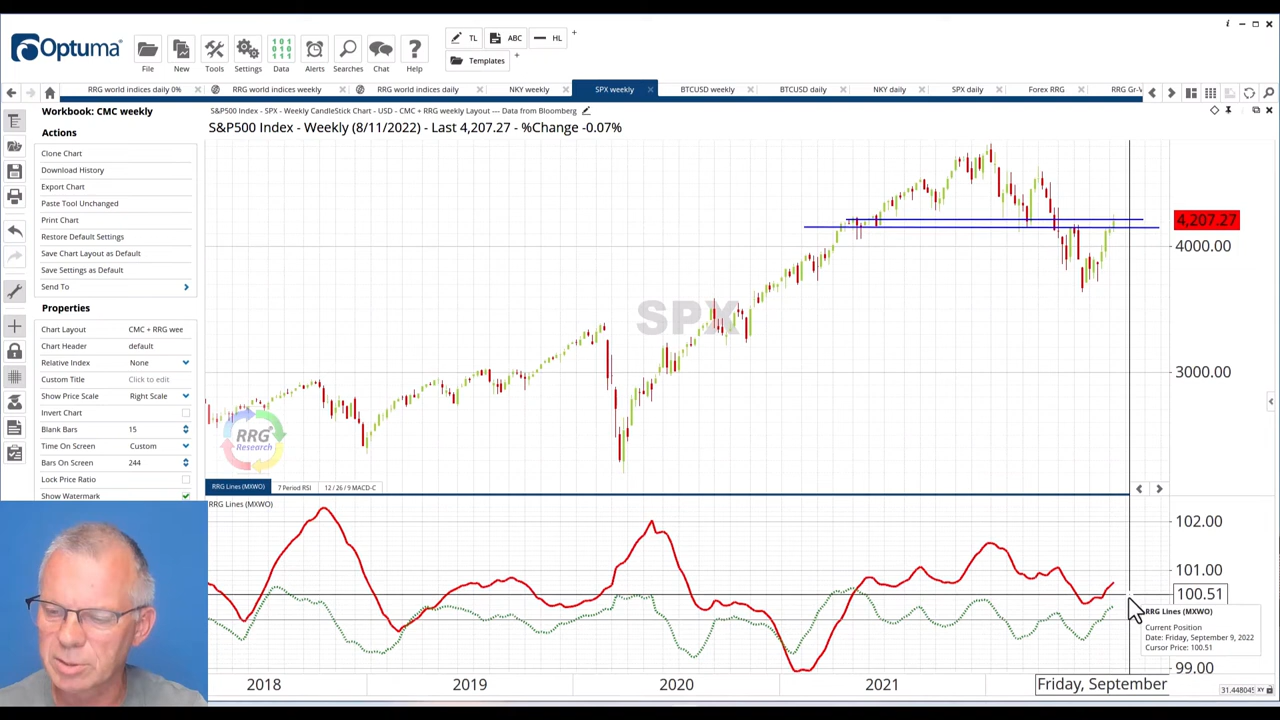 Optuma
File
New
Tools
Settings
Data
Alerts
Searches
Chat
Help
TL
ABC
HL
Templates
RRG world indices daily 0%
RRG world indices weekly
RRG world indices daily
NKY weekly
SPX weekly
BTCUSD weekly
BTCUSD daily
NKY daily
SPX daily
Forex RRG
RRG Gr-V
Workbook: CMC weekly
Actions
Clone Chart
Download History
Export Chart
Paste Tool Unchanged
Print Chart
Restore Default Settings
Save Chart Layout as Default
Save Settings as Default
Send To
Properties
Chart Layout CMC + RRG wee
Chart Header default
Relative Index None
Custom Title Click to edit
Show Price Scale Right Scale
Invert Chart
Blank Bars 15
Time On Screen Custom
Bars On Screen 244
Lock Price Ratio
Show Watermark
S&P500 Index - SPX - Weekly CandleStick Chart - USD - CMC + RRG weekly Layout --- Data from Bloomberg
S&P500 Index - Weekly (8/11/2022) - Last 4,207.27 - %Change -0.07%
SPX
4,207.27
4000.00
3000.00
RRG
Research
RRG Lines (MXWO)
7 Period RSI
12 / 26 / 9 MACD-C
RRG Lines (MXWO)
102.00
101.00
100.51
99.00
RRG Lines (MXWO)
Current Position
Date: Friday, September 9, 2022
Cursor Price: 100.51
2018
2019
2020
2021
Friday, September
31.448045
XY